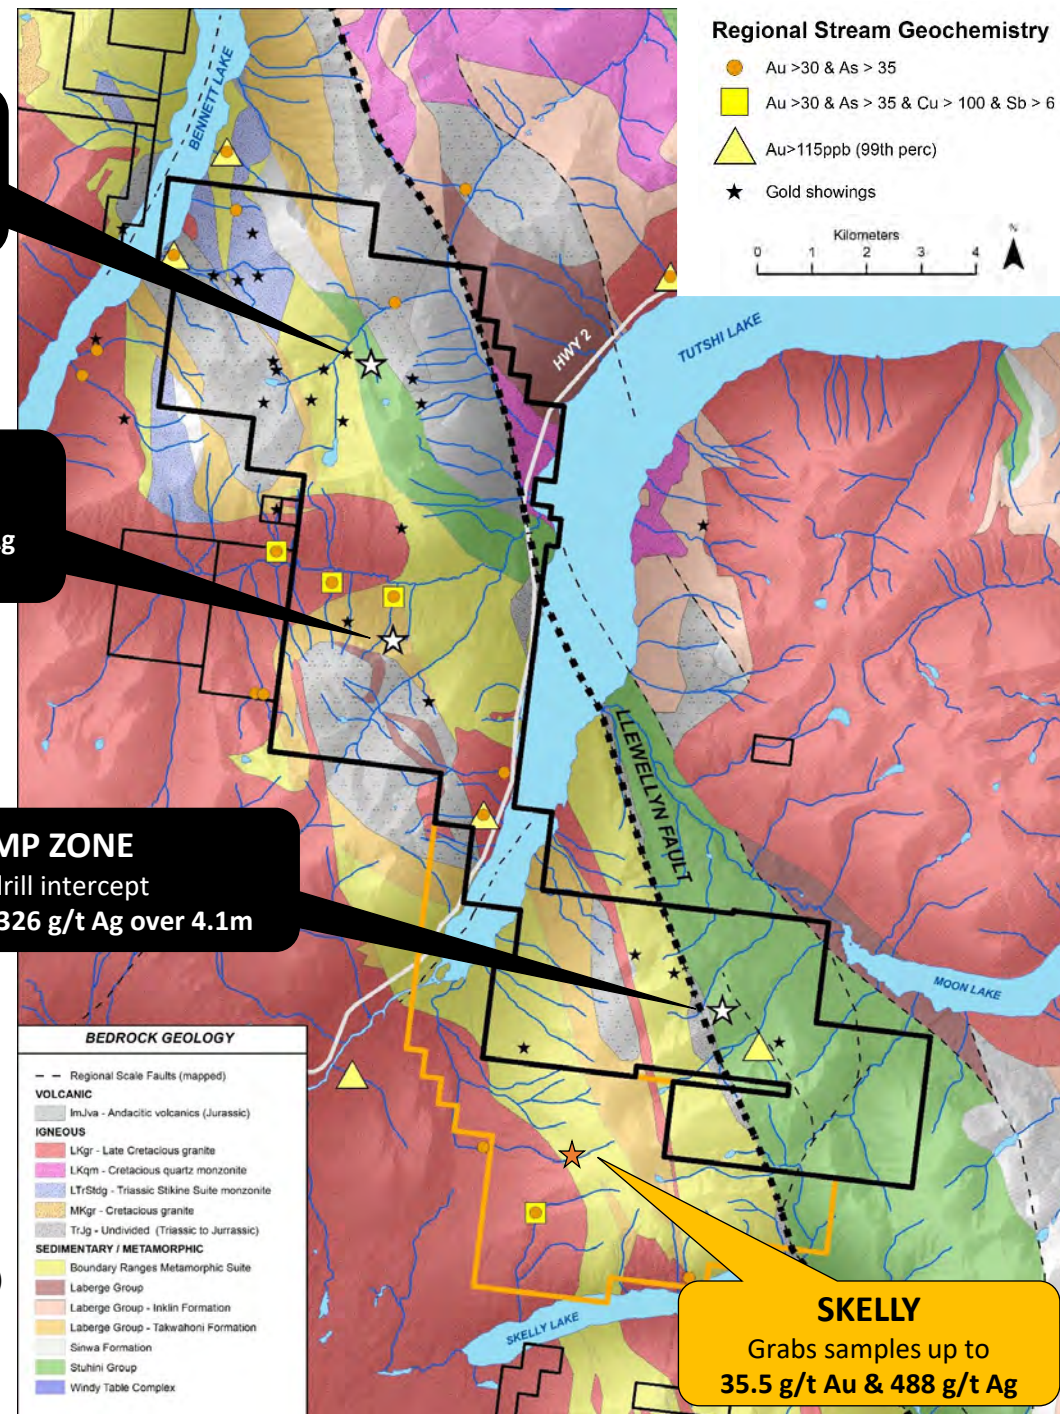 Regional Stream Geochemistry
Au >30 & As > 35
Au >30 & As > 35 & Cu > 100 & Sb > 6
Au>115ppb (99th perc)
Gold showings
Kilometers
0 1 2 3 4
N
BENNETT LAKE
HWY 2
TUTSHI LAKE
g
LLEWELLYN FAULT
MP ZONE
drill intercept
326 g/t Ag over 4.1m
MOON LAKE
BEDROCK GEOLOGY
Regional Scale Faults (mapped)
VOLCANIC
lmJva - Andacitic volcanics (Jurassic)
IGNEOUS
LKgr - Late Cretacious granite
LKqm - Cretacious quartz monzonite
LTrStdg - Triassic Stikine Suite monzonite
MKgr - Cretacious granite
TrJg - Undivided (Triassic to Jurrassic)
SEDIMENTARY / METAMORPHIC
Boundary Ranges Metamorphic Suite
Laberge Group
Laberge Group - Inklin Formation
Laberge Group - Takwahoni Formation
Sinwa Formation
Stuhini Group
Windy Table Complex
)
SKELLY LAKE
SKELLY
Grabs samples up to
35.5 g/t Au & 488 g/t Ag